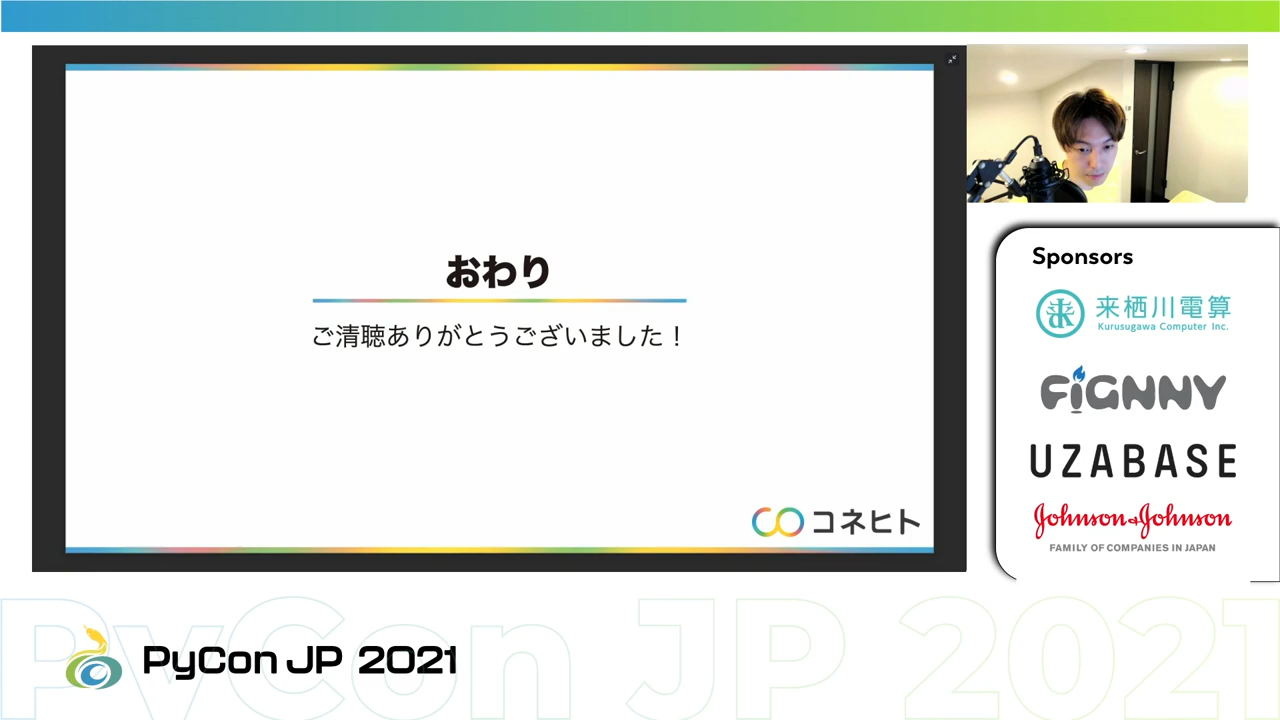 おわり
ご清聴ありがとうございました!
コネヒト
Sponsors
来栖川電算
Kurusugawa Computer Inc.
FiGNNY
UZABASE
Johnson & Johnson
FAMILY OF COMPANIES IN JAPAN
PyCon JP 2021
PyCon JP 2021